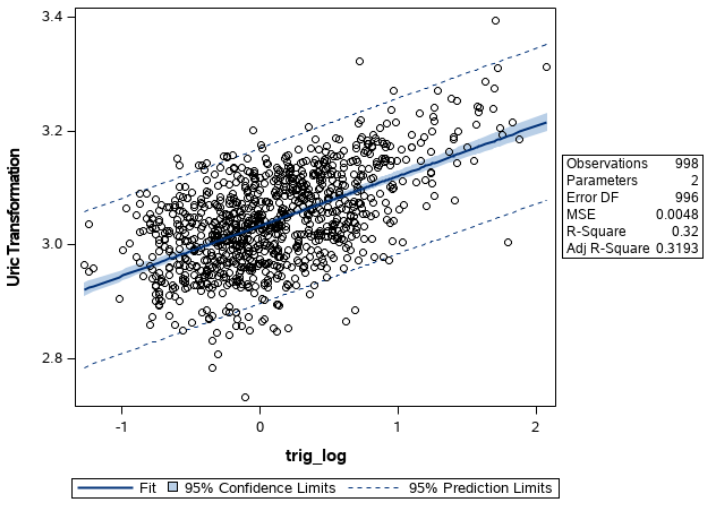 3.4
3.2
3.0
2.8
Uric Transformation
-1 0 1 2
trig_log
Observations 998
Parameters 2
Error DF 996
MSE 0.0048
R-Square 0.32
Adj R-Square 0.3193
Fit 95% Confidence Limits 95% Prediction Limits